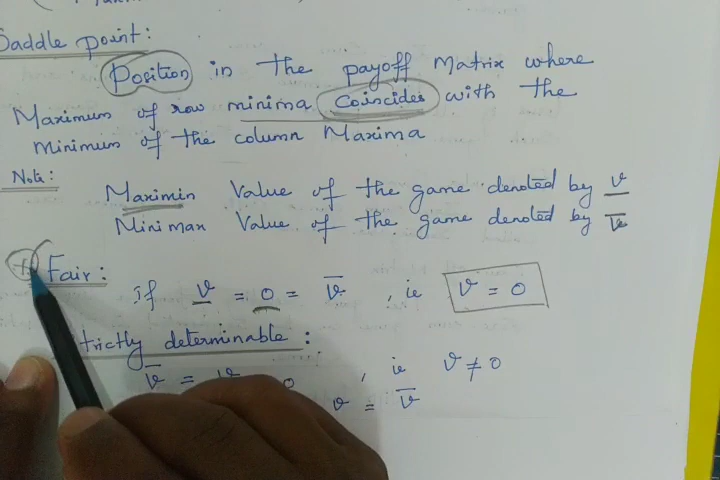 Saddle point:
Position in the payoff Matrix where
Maximum of row minima Coincides with the
Minimum of the column Maxima
Note:
Maximin Value of the game denoted by v̲
Minimax Value of the game denoted by v̅
Fair:
If v̲ = 0 = v̅ , ie v = 0
trictly determinable:
v̅ = v 0 , ie v ≠ 0
v = v̅